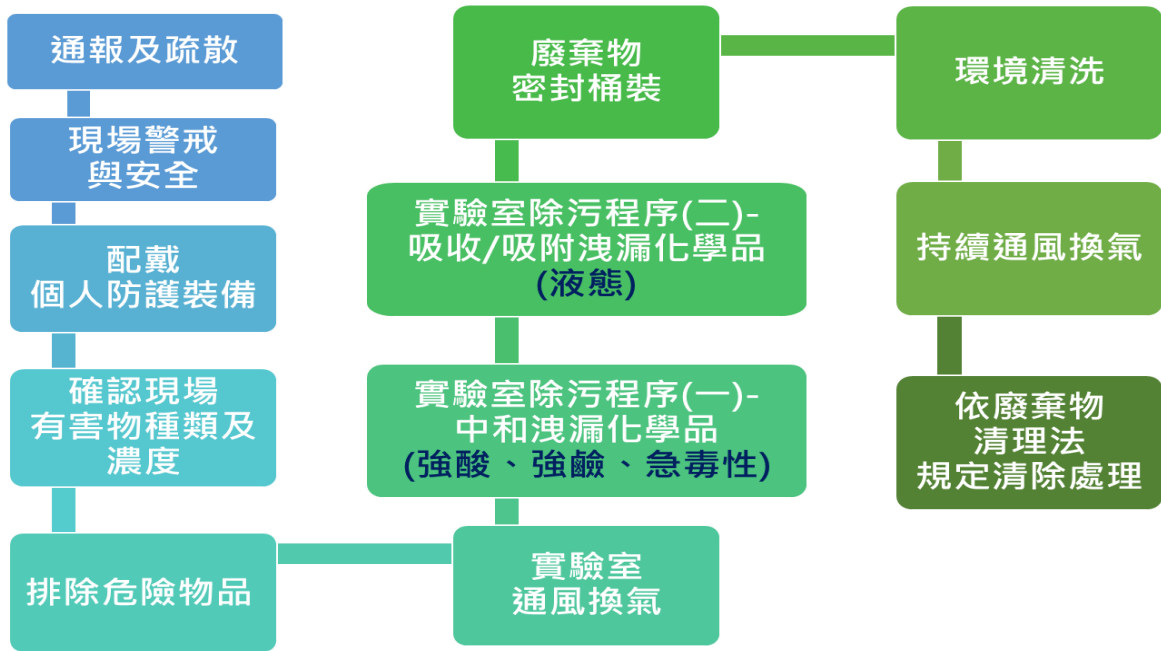 通報及疏散
現場警戒
與安全
配戴
個人防護裝備
確認現場
有害物種類及
濃度
排除危險物品
實驗室
通風換氣
實驗室除污程序(一)-
中和洩漏化學品
(強酸、強鹼、急毒性)
實驗室除污程序(二)-
吸收/吸附洩漏化學品
(液態)
廢棄物
密封桶裝
環境清洗
持續通風換氣
依廢棄物
清理法
規定清除處理